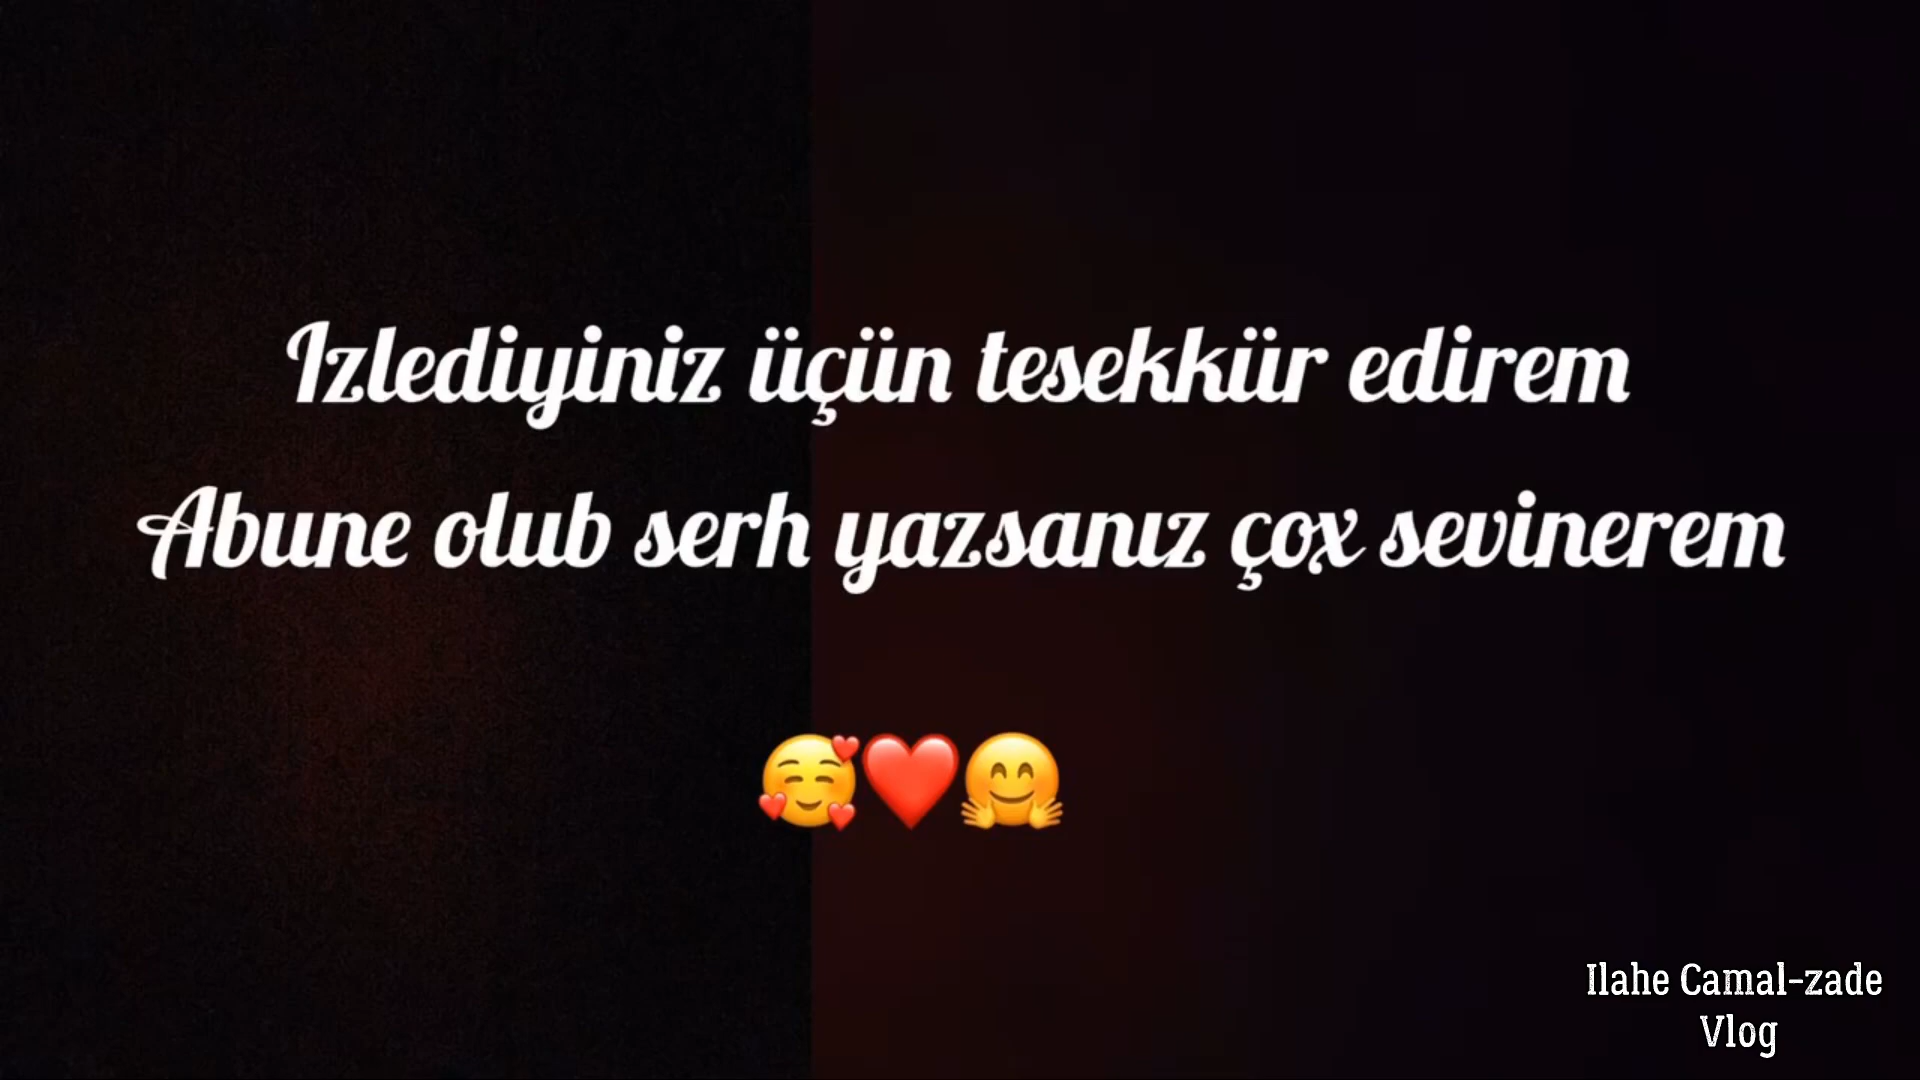 Izlediyiniz üçün tesekkür edirem
Abune olub serh yazsanız çox sevinerem
🥰❤️🤗
Ilahe Camal-zade
Vlog